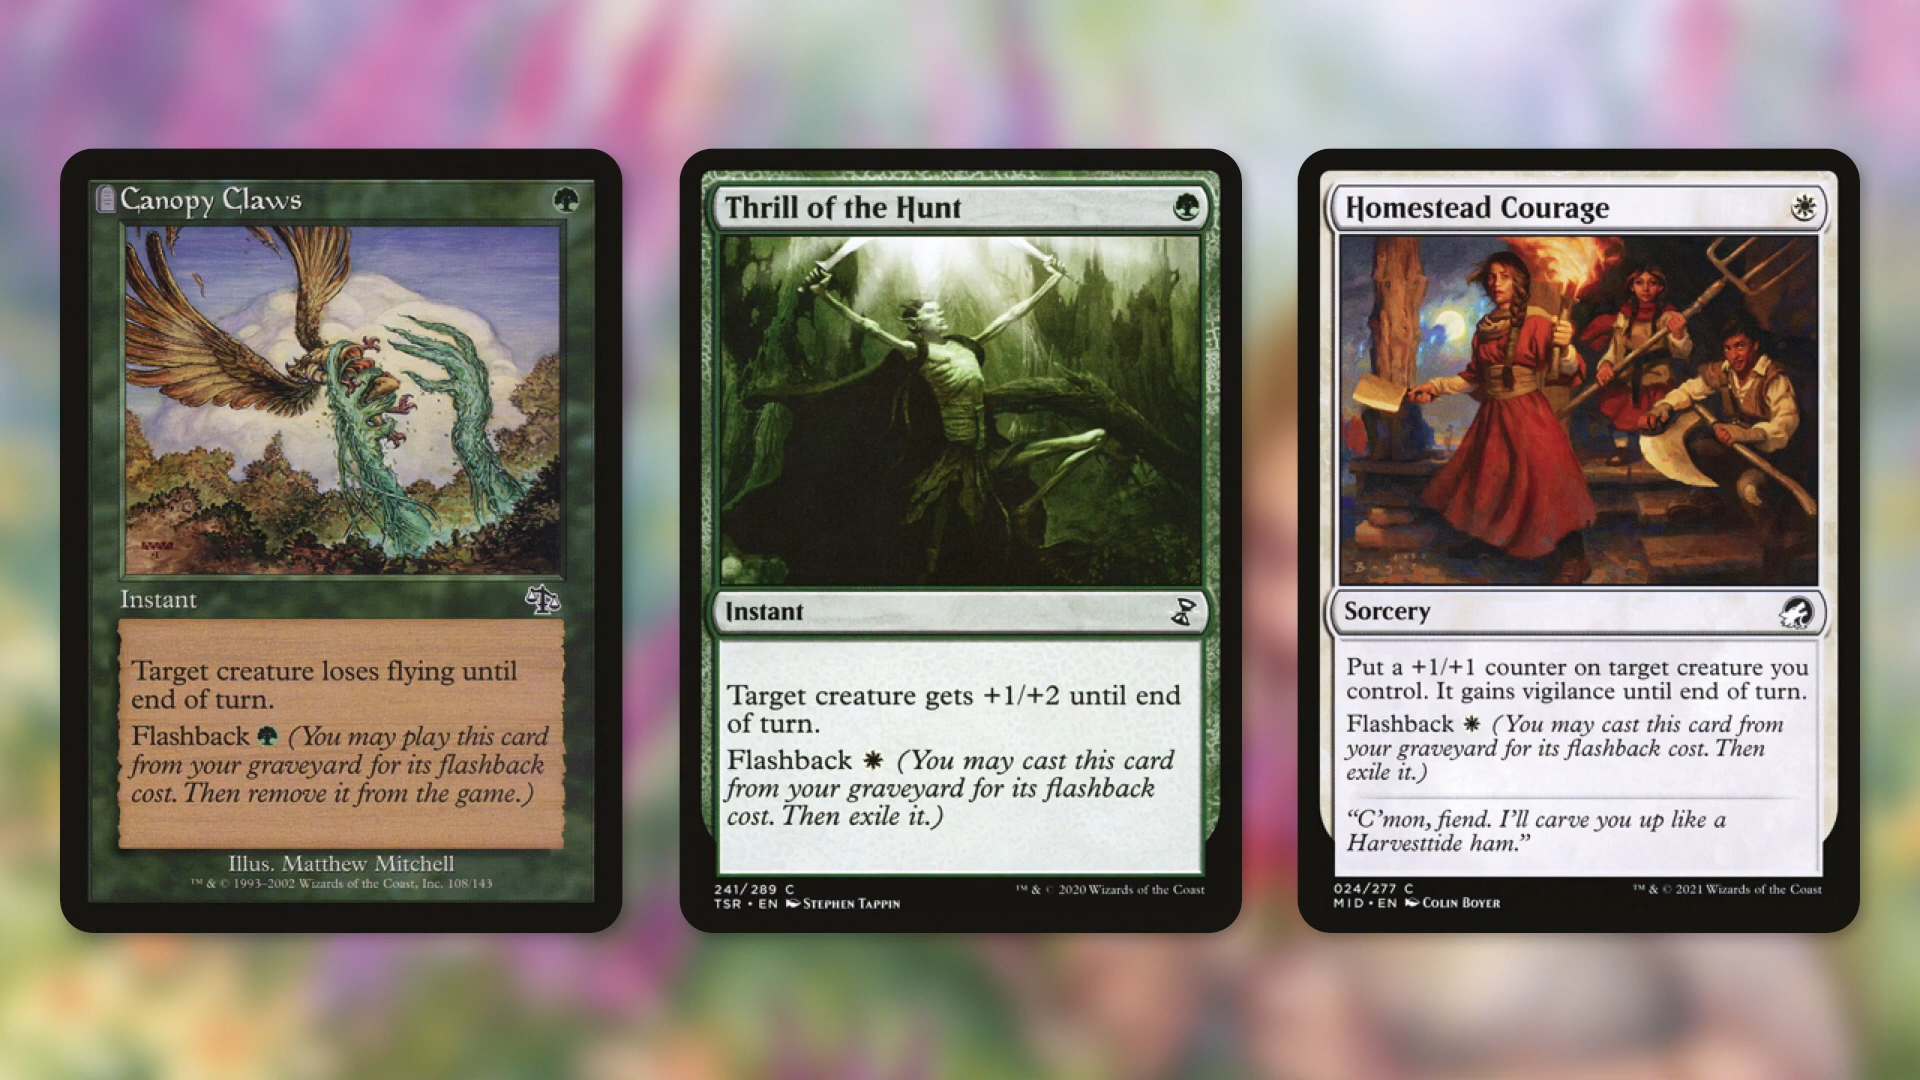 Canopy Claws
Instant
Target creature loses flying until
end of turn.
Flashback (You may play this card
from your graveyard for its flashback
cost. Then remove it from the game.)
Illus. Matthew Mitchell
™ & © 1993–2002 Wizards of the Coast, Inc. 108/143
Thrill of the Hunt
Instant
Target creature gets +1/+2 until end
of turn.
Flashback (You may cast this card
from your graveyard for its flashback
cost. Then exile it.)
241/289 C
TSR • EN Stephen Tappin
™ & © 2020 Wizards of the Coast
Homestead Courage
Sorcery
Put a +1/+1 counter on target creature you
control. It gains vigilance until end of turn.
Flashback (You may cast this card from
your graveyard for its flashback cost. Then
exile it.)
“C’mon, fiend. I’ll carve you up like a
Harvesttide ham.”
024/277 C
MID • EN Colin Boyer
™ & © 2021 Wizards of the Coast